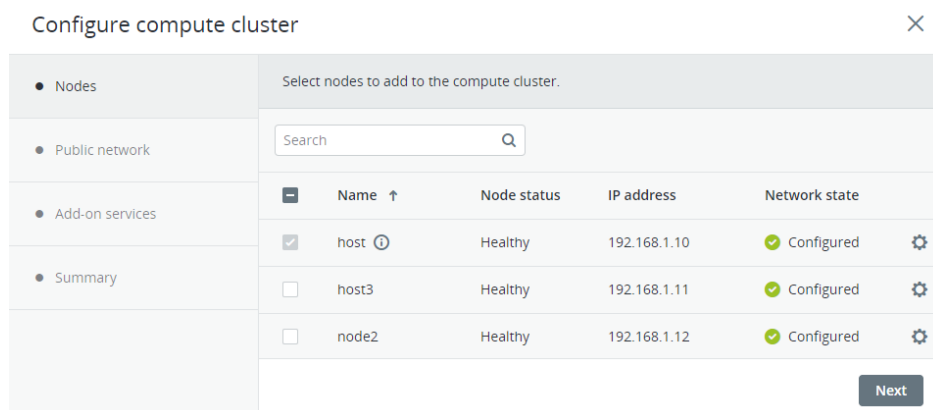 Configure compute cluster
Nodes
Public network
Add-on services
Summary
Select nodes to add to the compute cluster.
Search
Name Node status IP address Network state
host Healthy 192.168.1.10 Configured
host3 Healthy 192.168.1.11 Configured
node2 Healthy 192.168.1.12 Configured
Next